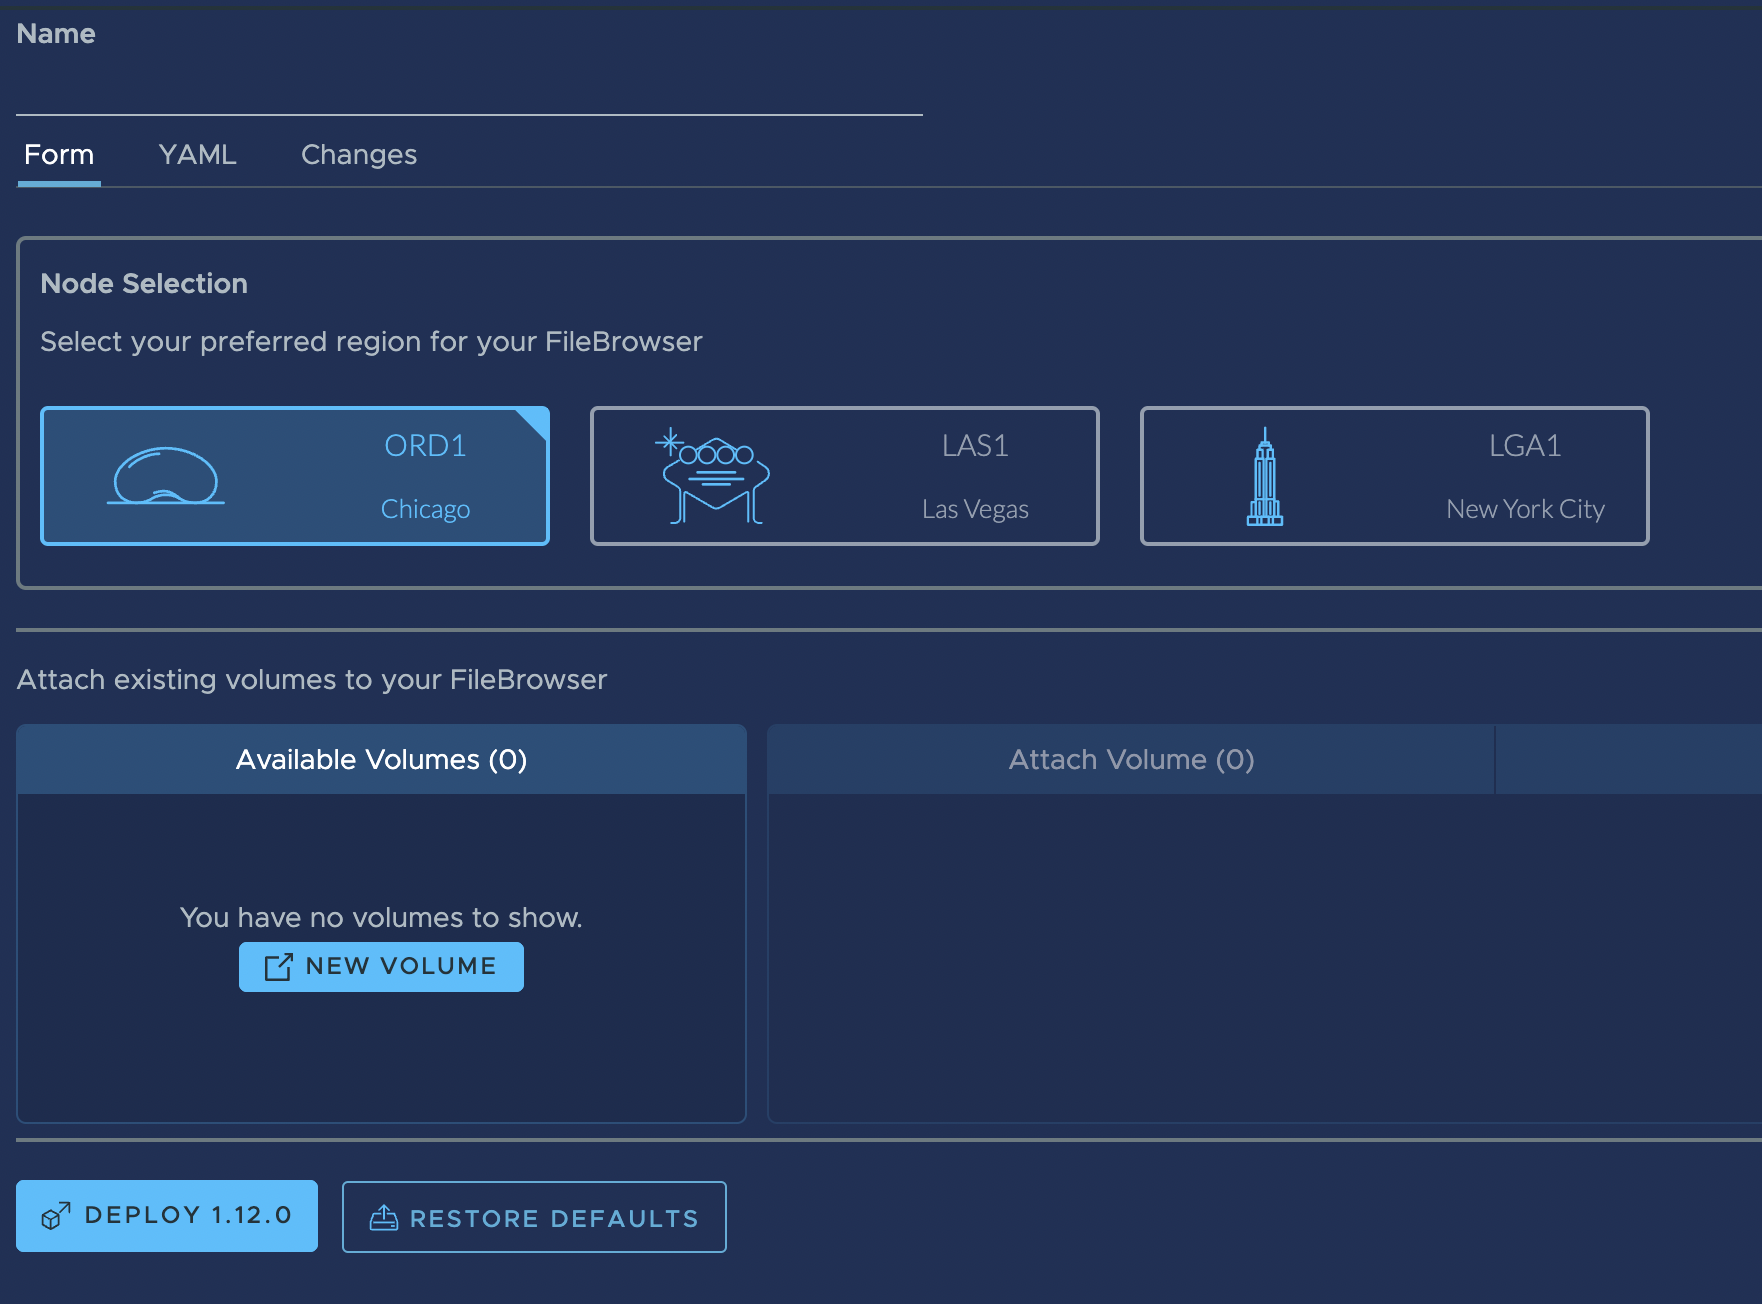 Name
Form YAML Changes
Node Selection
Select your preferred region for your FileBrowser
ORD1
Chicago
LAS1
Las Vegas
LGA1
New York City
Attach existing volumes to your FileBrowser
Available Volumes (0)
Attach Volume (0)
You have no volumes to show.
NEW VOLUME
DEPLOY 1.12.0
RESTORE DEFAULTS